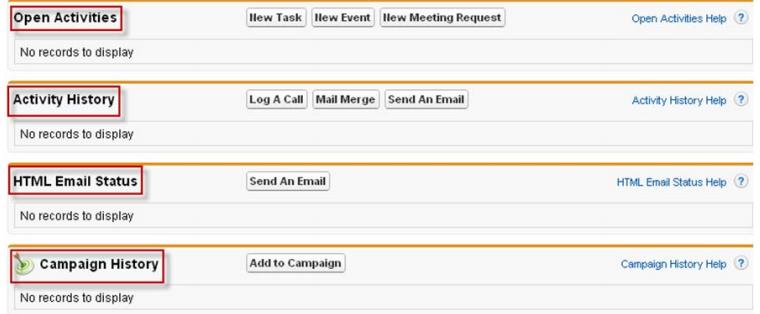 Open Activities New Task New Event New Meeting Request Open Activities Help ?
No records to display
Activity History Log A Call Mail Merge Send An Email Activity History Help ?
No records to display
HTML Email Status Send An Email HTML Email Status Help ?
No records to display
Campaign History Add to Campaign Campaign History Help ?
No records to display